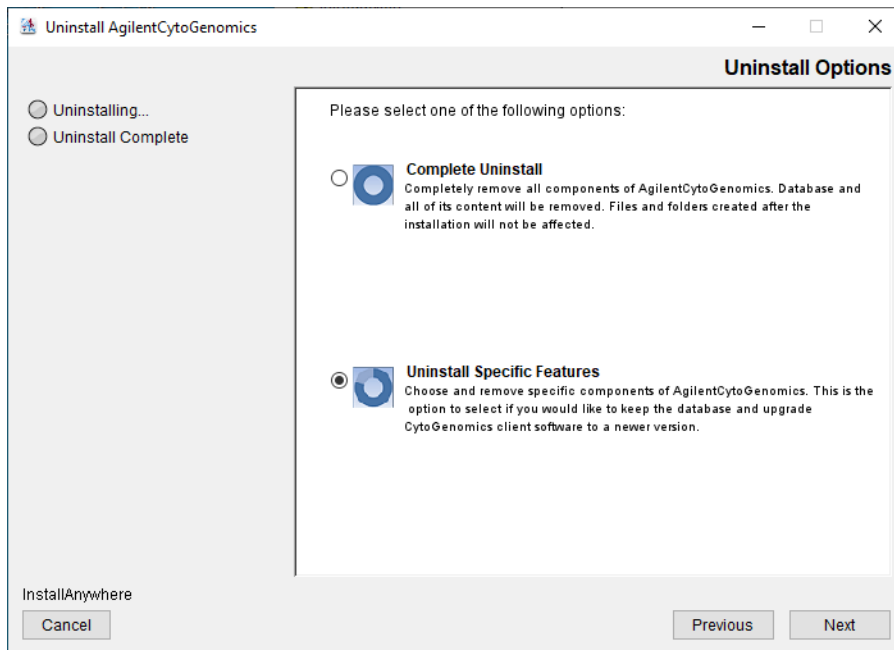 Uninstall AgilentCytoGenomics
Uninstall Options
Uninstalling...
Uninstall Complete
Please select one of the following options:
Complete Uninstall
Completely remove all components of AgilentCytoGenomics. Database and
all of its content will be removed. Files and folders created after the
installation will not be affected.
Uninstall Specific Features
Choose and remove specific components of AgilentCytoGenomics. This is the
option to select if you would like to keep the database and upgrade
CytoGenomics client software to a newer version.
InstallAnywhere
Cancel
Previous
Next